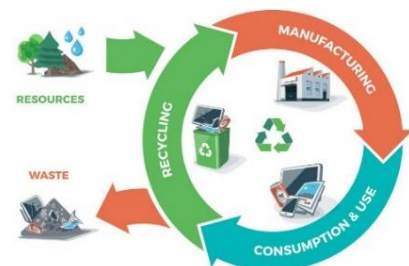 RESOURCES
WASTE
RECYCLING
MANUFACTURING
CONSUMPTION & USE